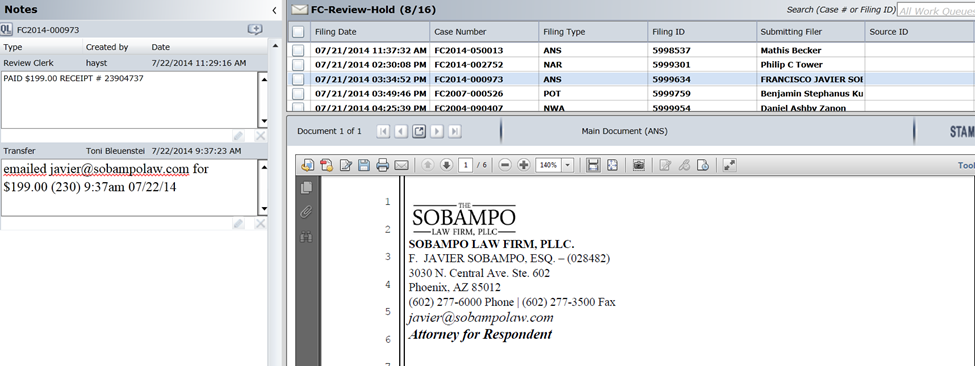 Notes
QL FC2014-000973
Type Created by Date
Review Clerk hayst 7/22/2014 11:29:16 AM
PAID $199.00 RECEIPT # 23904737
Transfer Toni Bleuenstei 7/22/2014 9:37:23 AM
emailed javier@sobampolaw.com for
$199.00 (230) 9:37am 07/22/14
FC-Review-Hold (8/16)
Search (Case # or Filing ID) All Work Queues
Filing Date Case Number Filing Type Filing ID Submitting Filer Source ID
07/21/2014 11:37:32 AM FC2014-050013 ANS 5998537 Mathis Becker
07/21/2014 02:30:08 PM FC2014-002752 NAR 5999301 Philip C Tower
07/21/2014 03:34:52 PM FC2014-000973 ANS 5999634 FRANCISCO JAVIER SO
07/21/2014 03:49:46 PM FC2007-000526 POT 5999759 Benjamin Stephanus Ku
07/21/2014 04:25:39 PM FC2004-090407 NWA 5999954 Daniel Ashby Zanon
Document 1 of 1 Main Document (ANS) STAM
1 / 6 140% Tool
1
THE
SOBAMPO
2
LAW FIRM, PLLC
SOBAMPO LAW FIRM, PLLC.
3 F. JAVIER SOBAMPO, ESQ. – (028482)
4 3030 N. Central Ave. Ste. 602
Phoenix, AZ 85012
5 (602) 277-6000 Phone | (602) 277-3500 Fax
javier@sobampolaw.com
6 Attorney for Respondent
7